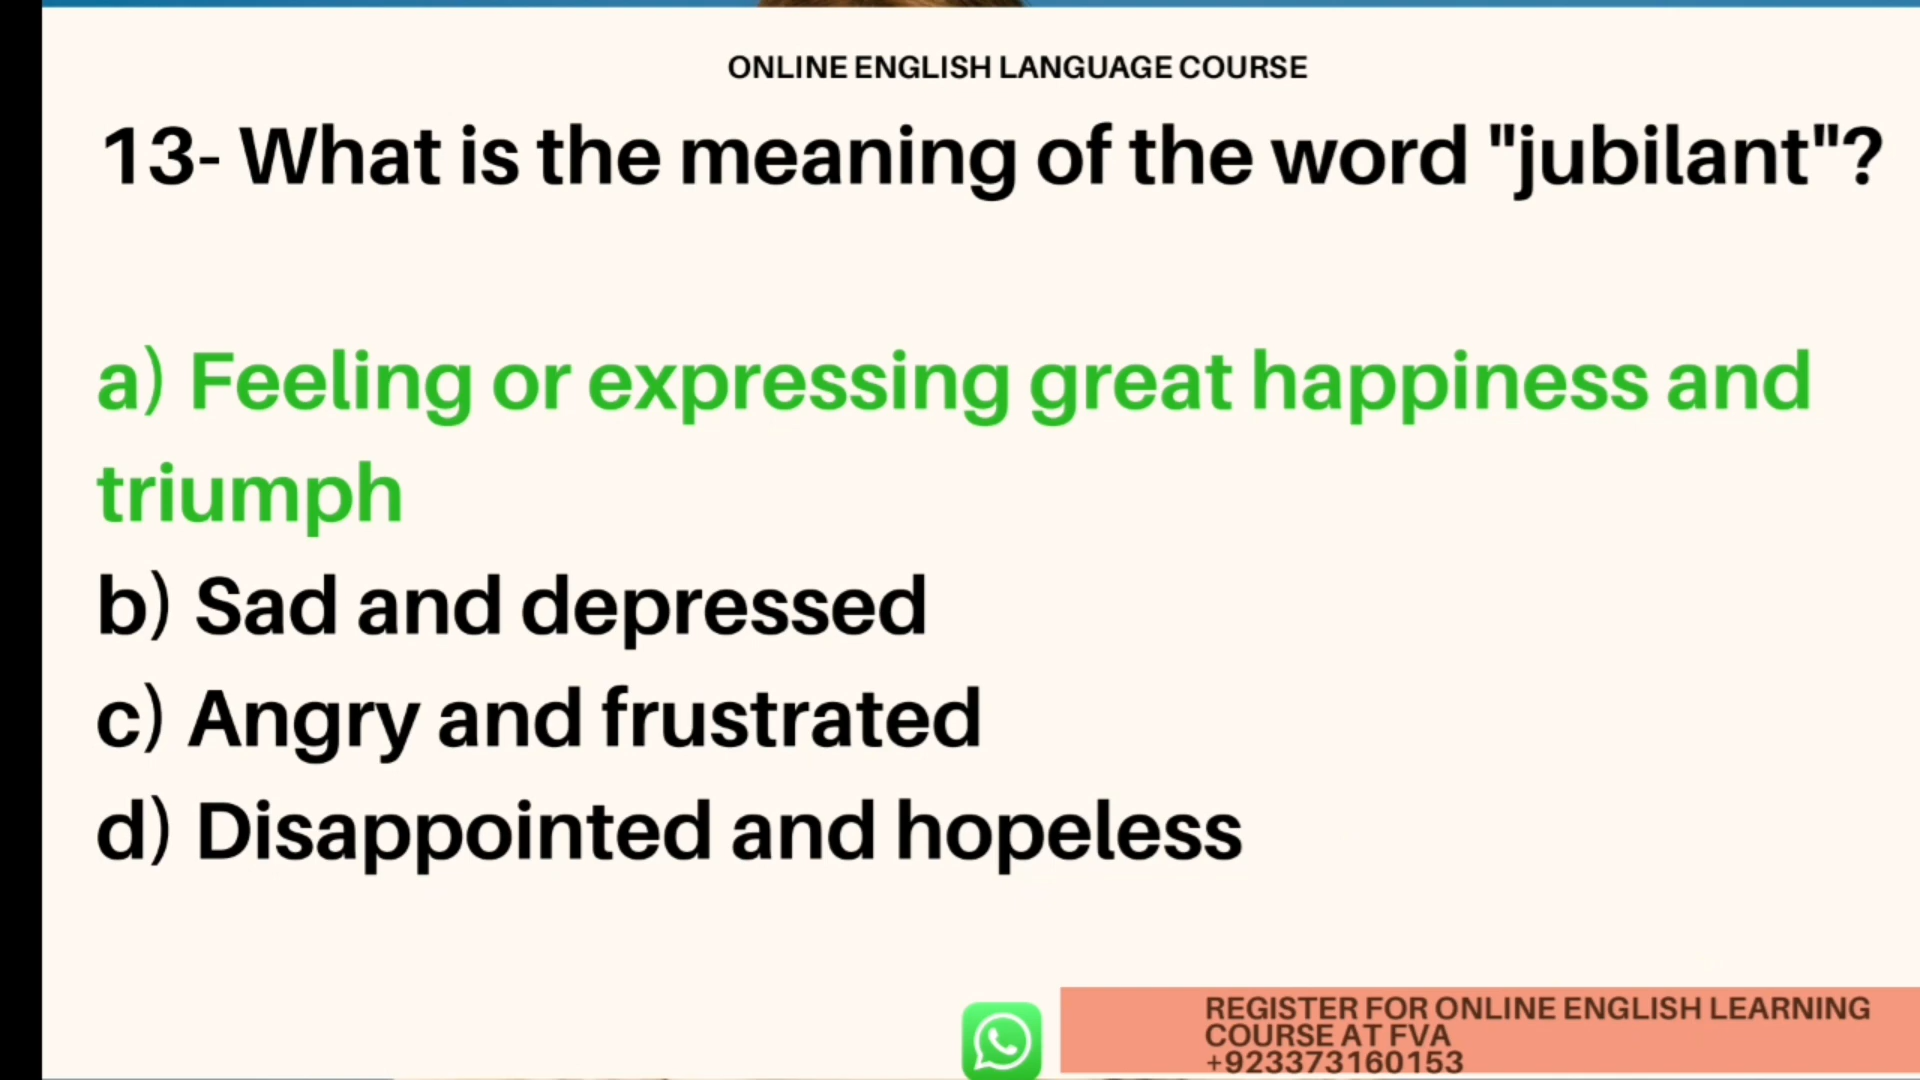 ONLINE ENGLISH LANGUAGE COURSE
13- What is the meaning of the word "jubilant"?
a) Feeling or expressing great happiness and
triumph
b) Sad and depressed
c) Angry and frustrated
d) Disappointed and hopeless
REGISTER FOR ONLINE ENGLISH LEARNING
COURSE AT FVA
+923373160153